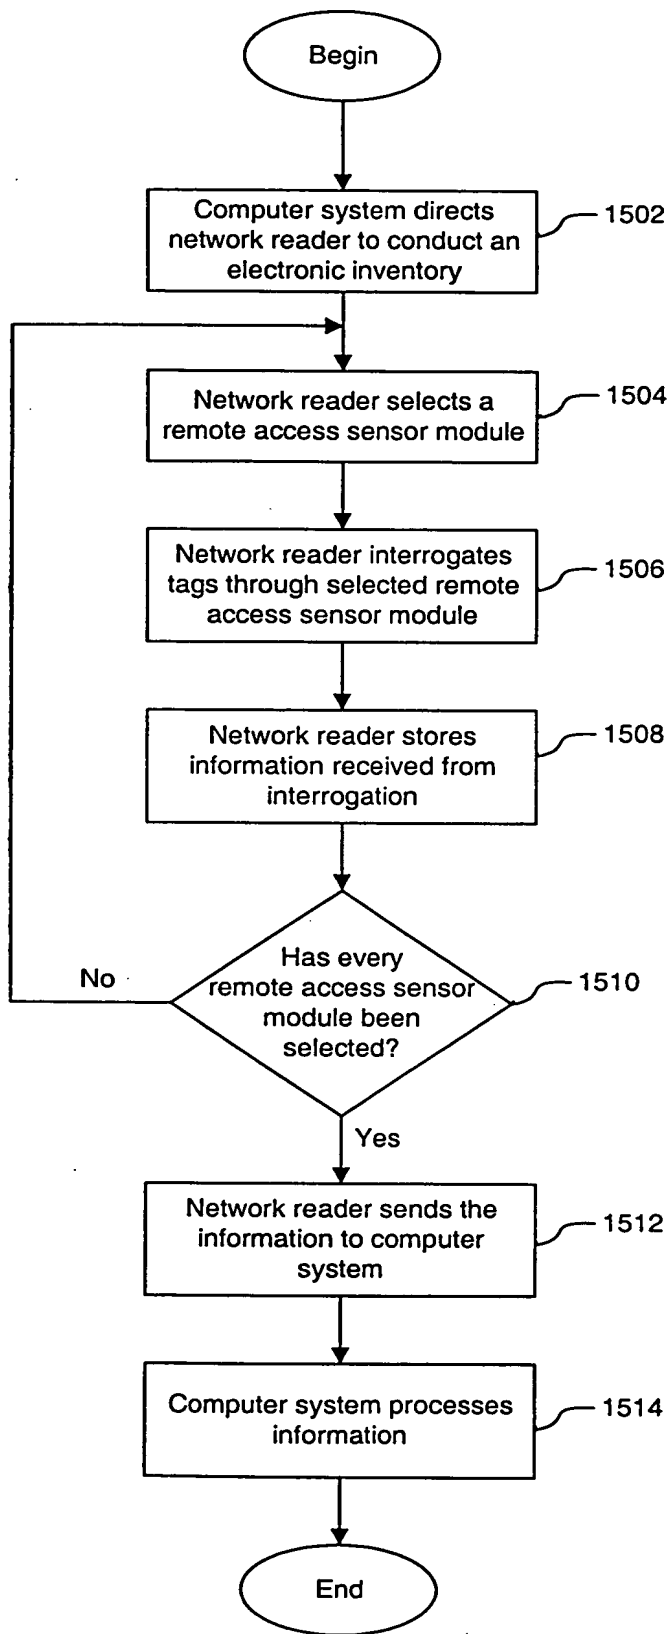 Begin
Computer system directs
network reader to conduct an
electronic inventory
1502
Network reader selects a
remote access sensor module
1504
Network reader interrogates
tags through selected remote
access sensor module
1506
Network reader stores
information received from
interrogation
1508
Has every
remote access sensor
module been
selected?
1510
No
Yes
Network reader sends the
information to computer
system
1512
Computer system processes
information
1514
End